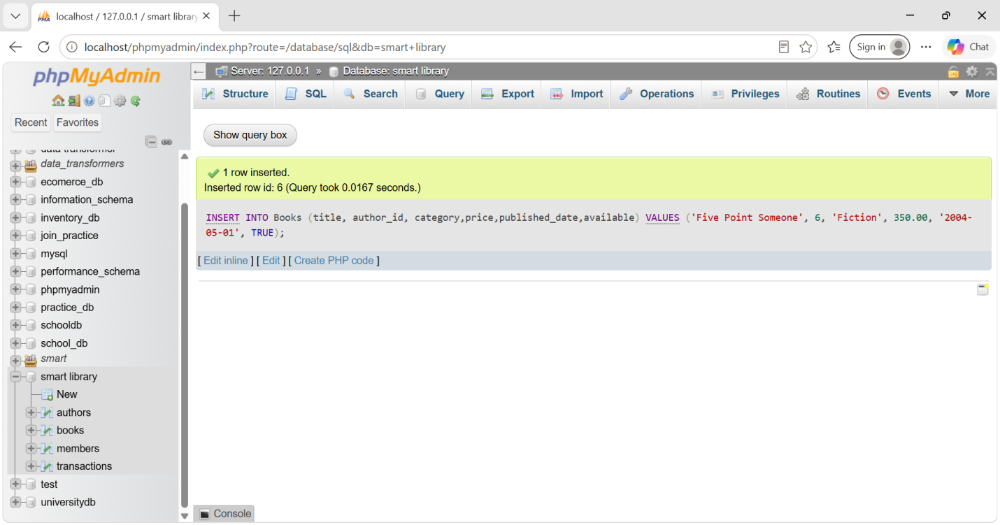 localhost / 127.0.0.1 / smart library
localhost/phpmyadmin/index.php?route=/database/sql&db=smart+library
Sign in
Chat
phpMyAdmin
Recent
Favorites
data_transformers
ecomerce_db
information_schema
inventory_db
join_practice
mysql
performance_schema
phpmyadmin
practice_db
schooldb
school_db
smart
smart library
New
authors
books
members
transactions
test
universitydb
Server: 127.0.0.1 » Database: smart library
Structure
SQL
Search
Query
Export
Import
Operations
Privileges
Routines
Events
More
Show query box
1 row inserted.
Inserted row id: 6 (Query took 0.0167 seconds.)
INSERT INTO Books (title, author_id, category,price,published_date,available) VALUES ('Five Point Someone', 6, 'Fiction', 350.00, '2004-
05-01', TRUE);
[ Edit inline ] [ Edit ] [ Create PHP code ]
Console